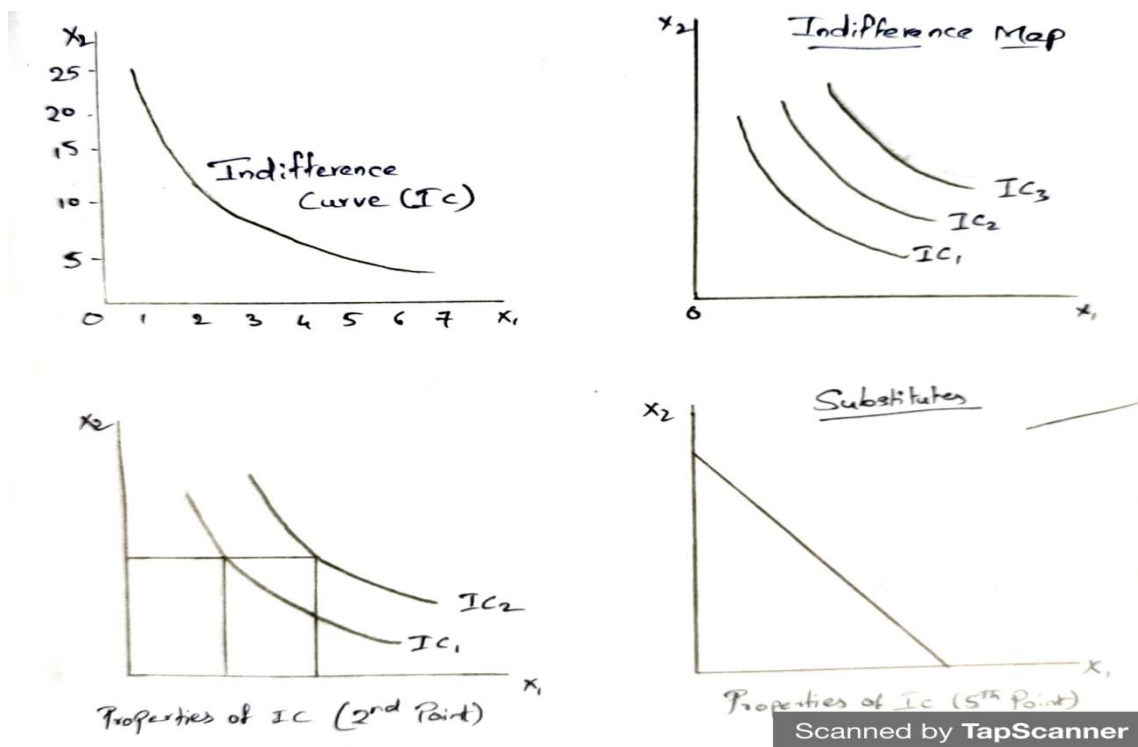 X2
25
20
15
10
5
0 1 2 3 4 5 6 7 X1
Indifference
Curve (IC)
Indifference Map
X2
IC3
IC2
IC1
0
X1
X2
IC2
IC1
X1
Properties of IC (2nd Point)
Substitutes
X2
X1
Properties of IC (5th Point)
Scanned by TapScanner